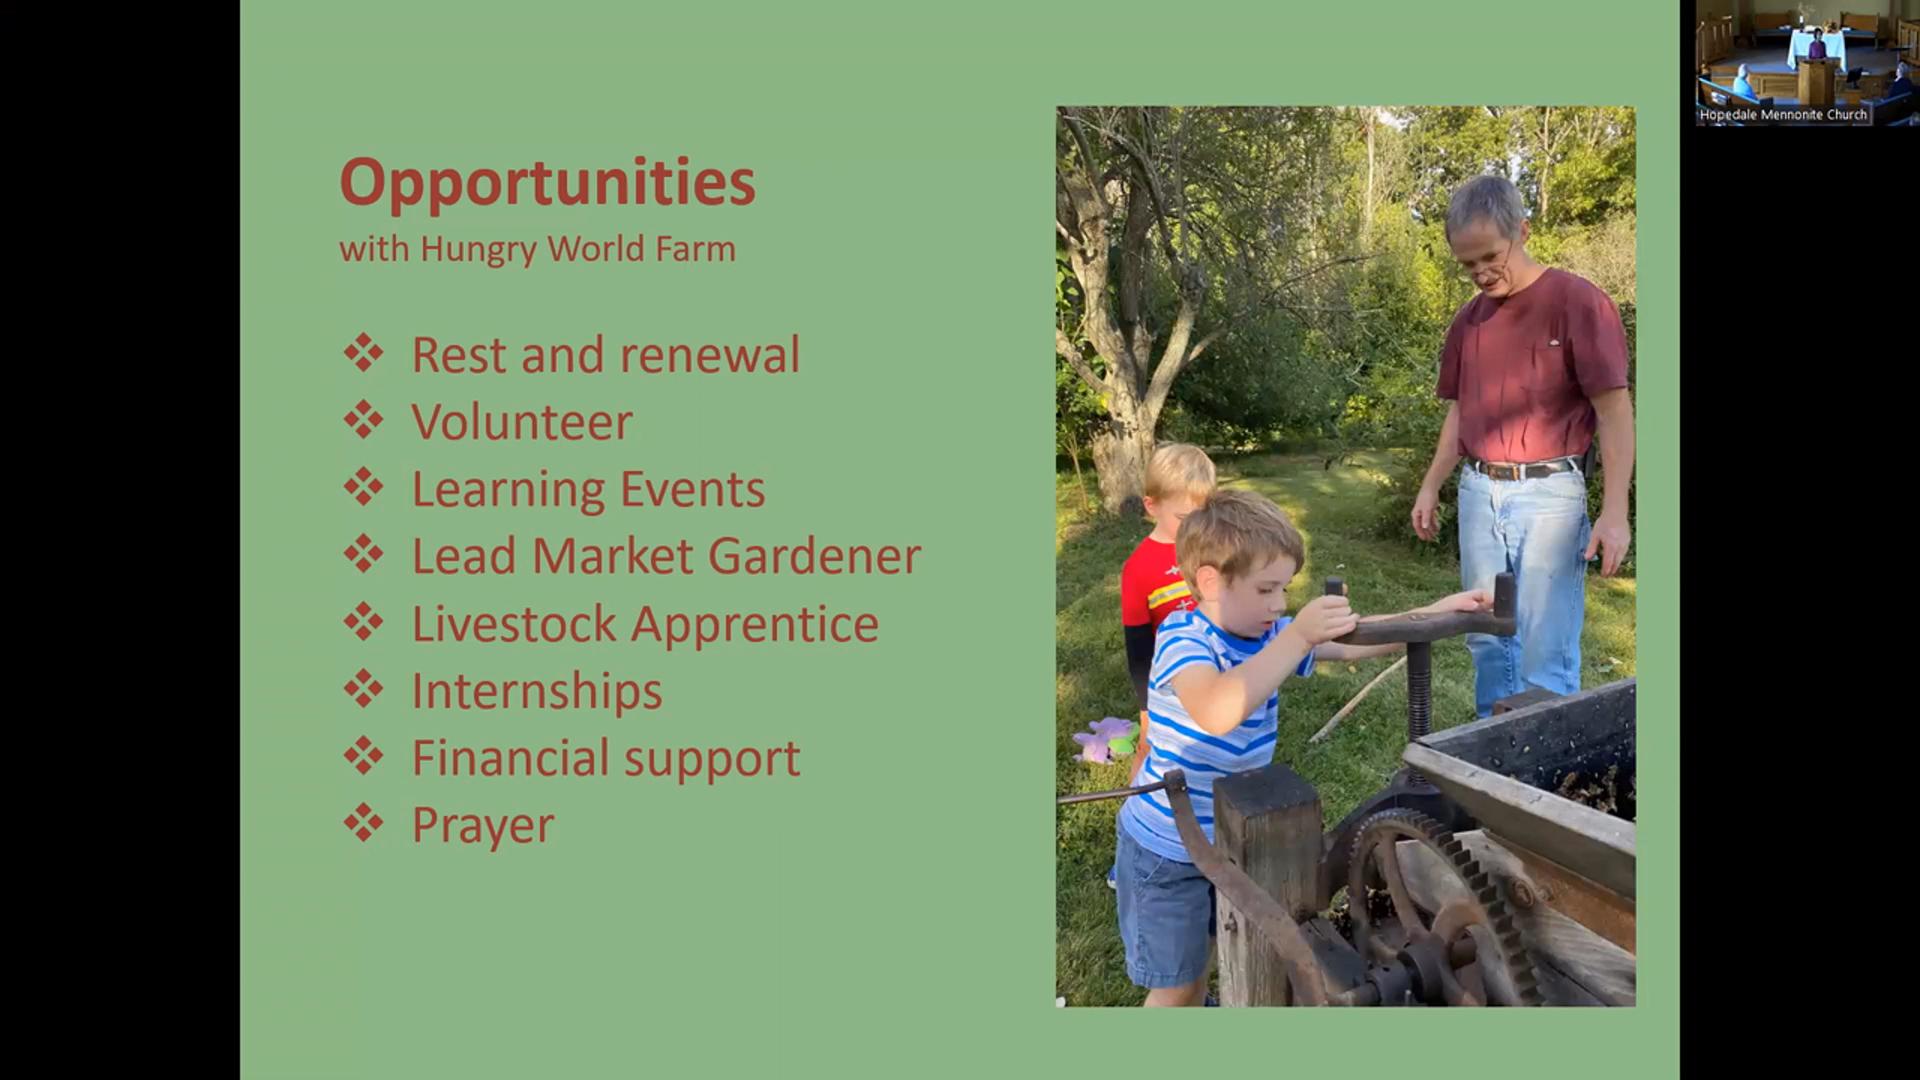 Opportunities
with Hungry World Farm
❖ Rest and renewal
❖ Volunteer
❖ Learning Events
❖ Lead Market Gardener
❖ Livestock Apprentice
❖ Internships
❖ Financial support
❖ Prayer
Hopedale Mennonite Church